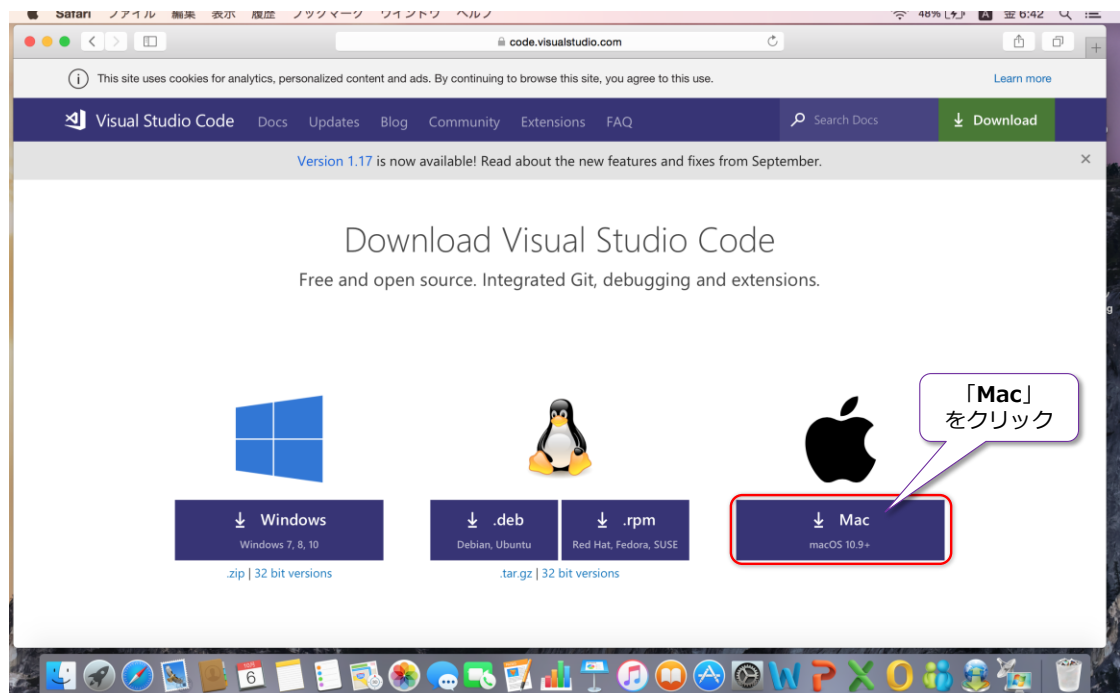 Safari ファイル 編集 表示 履歴 ブックマーク ウインドウ ヘルプ 48% 金 6:42
code.visualstudio.com
This site uses cookies for analytics, personalized content and ads. By continuing to browse this site, you agree to this use. Learn more
Visual Studio Code Docs Updates Blog Community Extensions FAQ Search Docs Download
Version 1.17 is now available! Read about the new features and fixes from September.
Download Visual Studio Code
Free and open source. Integrated Git, debugging and extensions.
「Mac」
をクリック
Windows
Windows 7, 8, 10
.zip | 32 bit versions
.deb
Debian, Ubuntu
.rpm
Red Hat, Fedora, SUSE
.tar.gz | 32 bit versions
Mac
macOS 10.9+
6